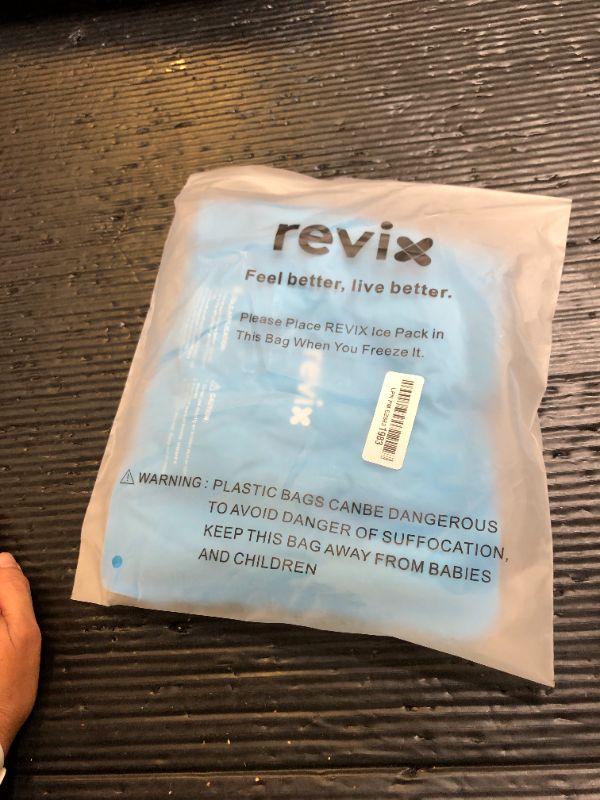 revix
Feel better, live better.
Please Place REVIX Ice Pack in
This Bag When You Freeze It.
revix
⚠ WARNING : PLASTIC BAGS CANBE DANGEROUS
TO AVOID DANGER OF SUFFOCATION,
KEEP THIS BAG AWAY FROM BABIES
AND CHILDREN